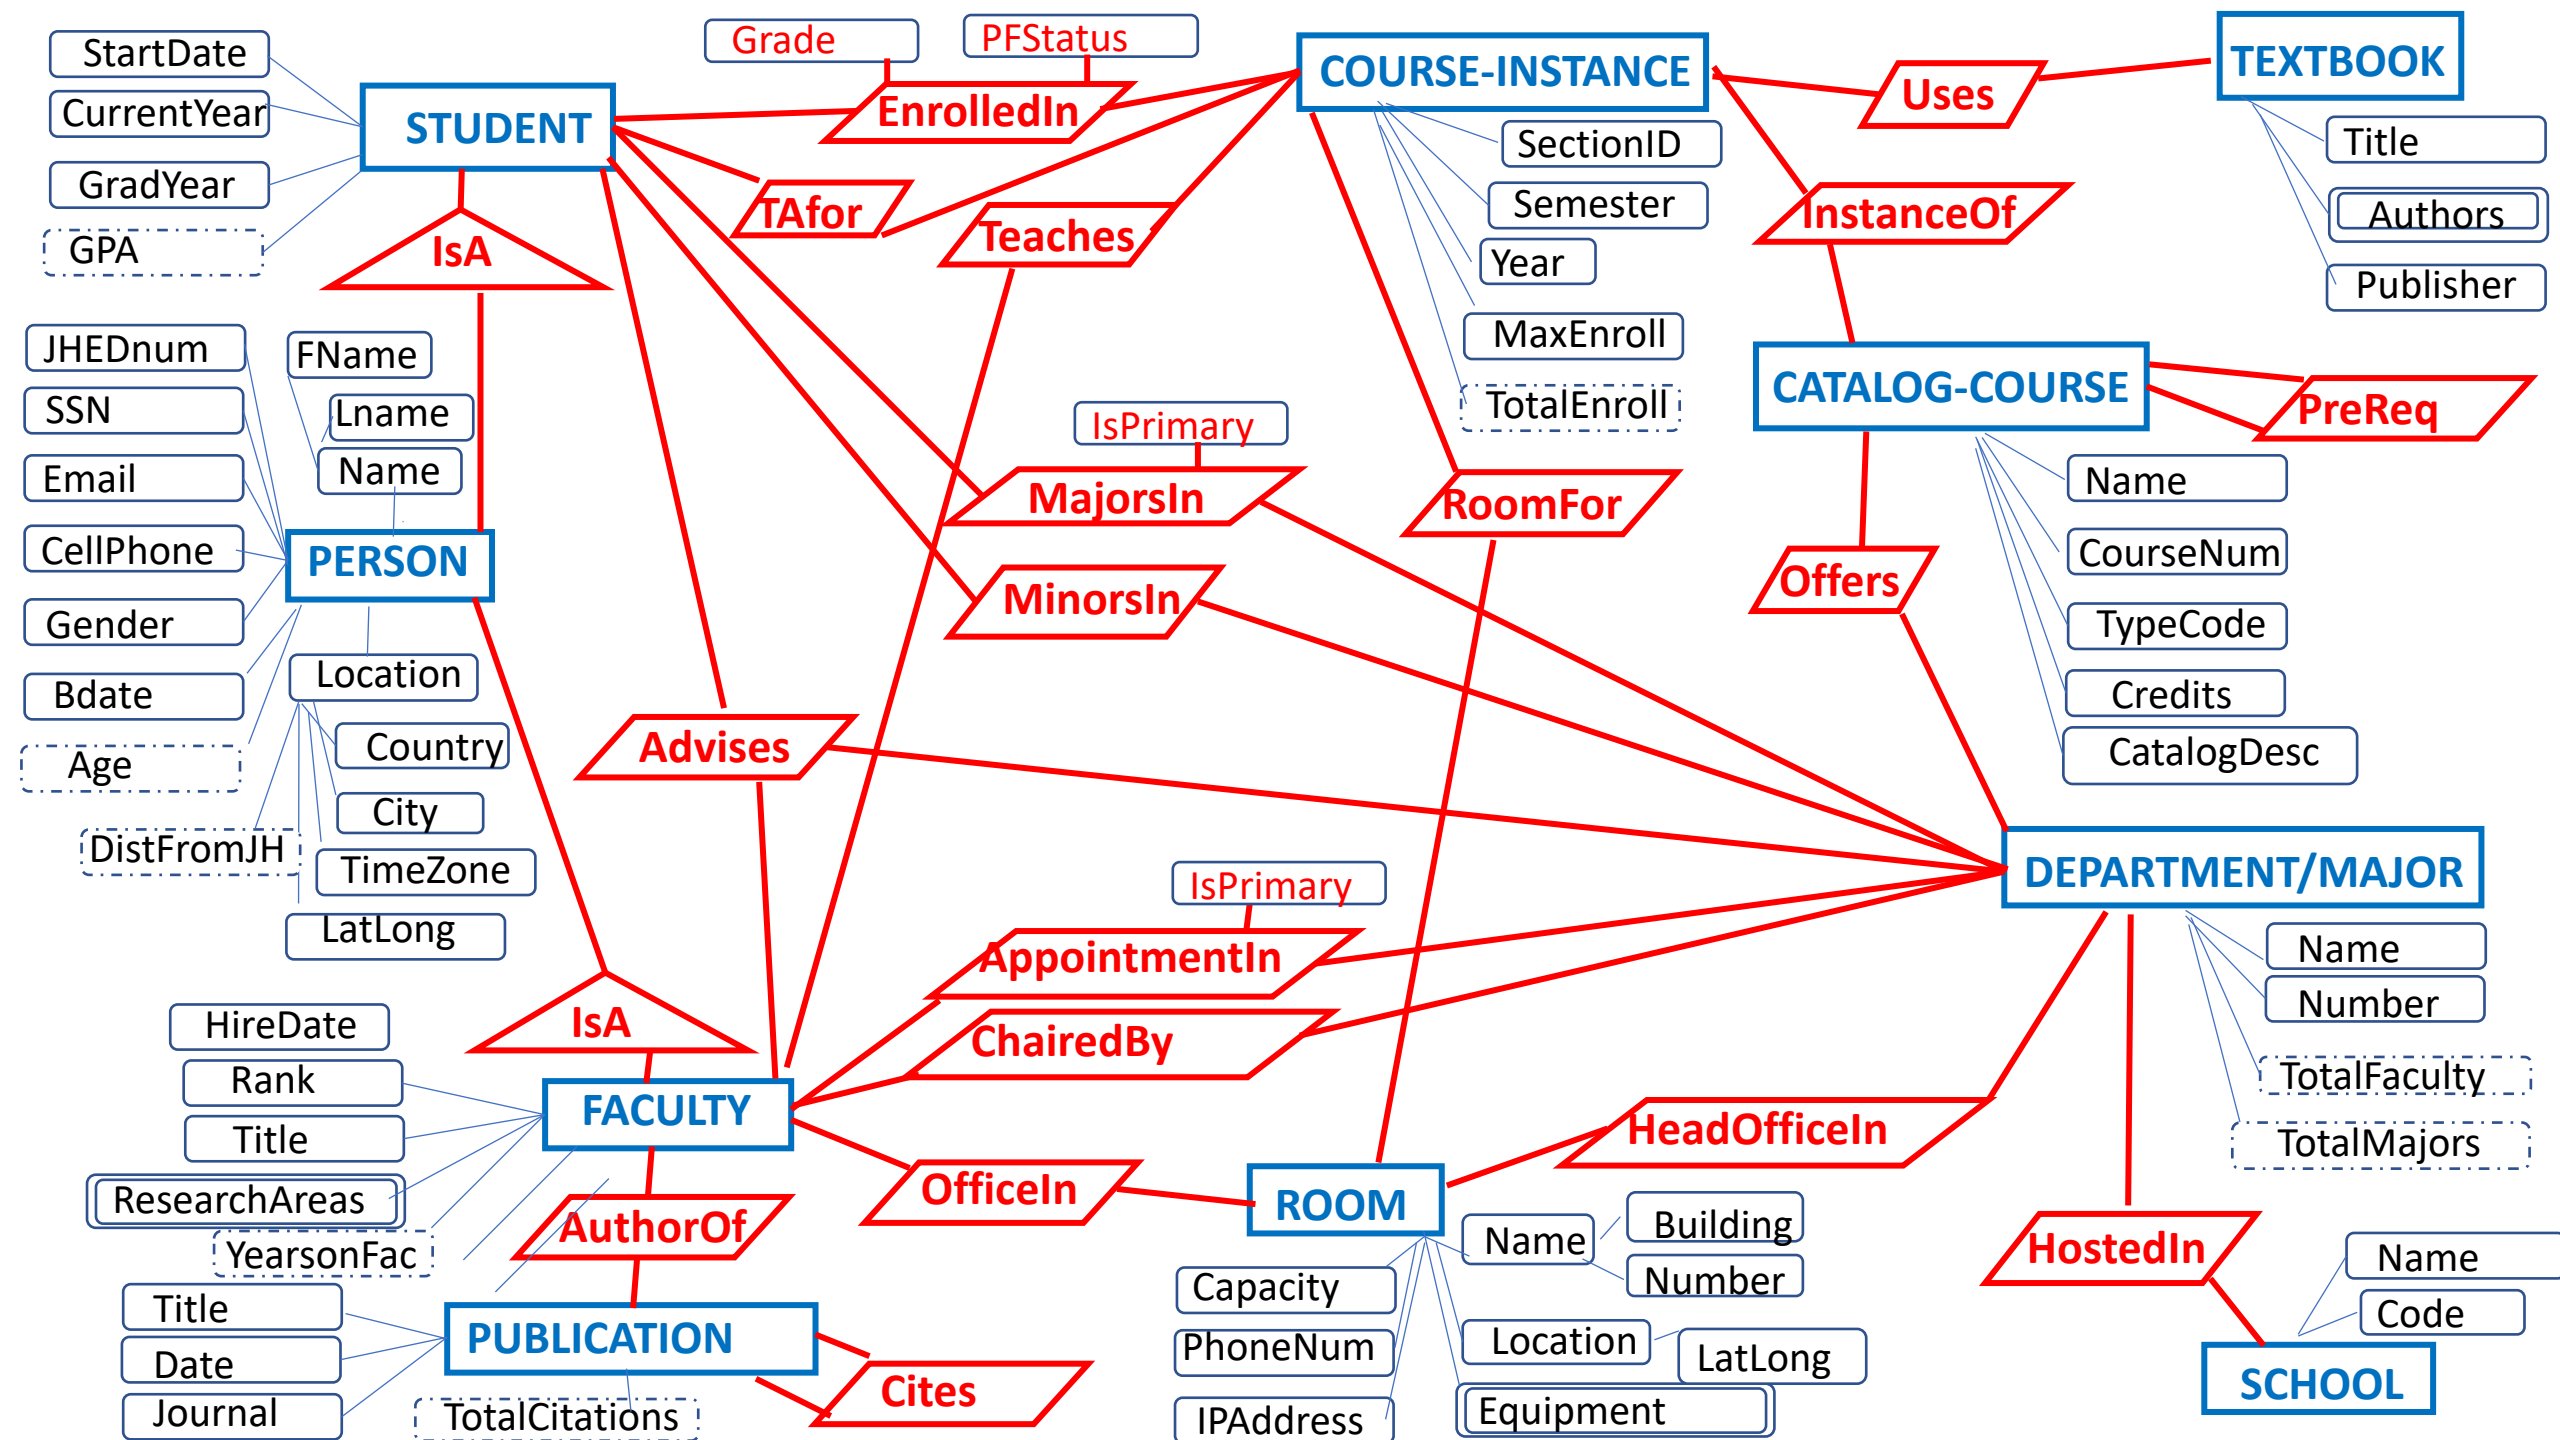 StartDate
CurrentYear
GradYear
GPA
STUDENT
IsA
Grade
PFStatus
EnrolledIn
TAfor
Teaches
COURSE-INSTANCE
SectionID
Semester
Year
MaxEnroll
TotalEnroll
Uses
InstanceOf
TEXTBOOK
Title
Authors
Publisher
CATALOG-COURSE
PreReq
Name
CourseNum
TypeCode
Credits
CatalogDesc
JHEDnum
SSN
Email
CellPhone
Gender
Bdate
Age
DistFromJH
FName
Lname
Name
PERSON
Location
Country
City
TimeZone
LatLong
IsPrimary
MajorsIn
MinorsIn
RoomFor
Offers
Advises
DEPARTMENT/MAJOR
Name
Number
TotalFaculty
TotalMajors
IsPrimary
AppointmentIn
ChairedBy
IsA
HireDate
Rank
Title
ResearchAreas
YearsonFac
FACULTY
AuthorOf
OfficeIn
HeadOfficeIn
HostedIn
ROOM
Name
Building
Number
Capacity
PhoneNum
IPAddress
Location
LatLong
Equipment
Title
Date
Journal
PUBLICATION
TotalCitations
Cites
Name
Code
SCHOOL